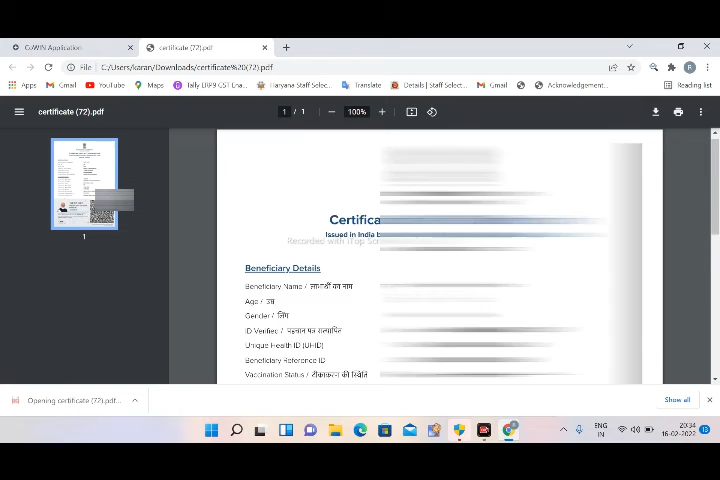 CoWIN Application
certificate (72).pdf
File
C:/Users/karan/Downloads/certificate%20(72).pdf
Apps
Gmail
YouTube
Maps
Tally ERP9 GST Ena...
Haryana Staff Selec...
Translate
Details | Staff Select...
Gmail
Acknowledgement...
Reading list
certificate (72).pdf
1 / 1
100%
1
Certifica
Issued in India b
Recorded with iTop Sc
Beneficiary Details
Beneficiary Name / लाभार्थी का नाम
Age / उम्र
Gender / लिंग
ID Verified / पहचान पत्र सत्यापित
Unique Health ID (UHID)
Beneficiary Reference ID
Vaccination Status / टीकाकरण की स्थिति
Opening certificate (72).pdf...
Show all
ENG
IN
20:34
16-02-2022
13
R